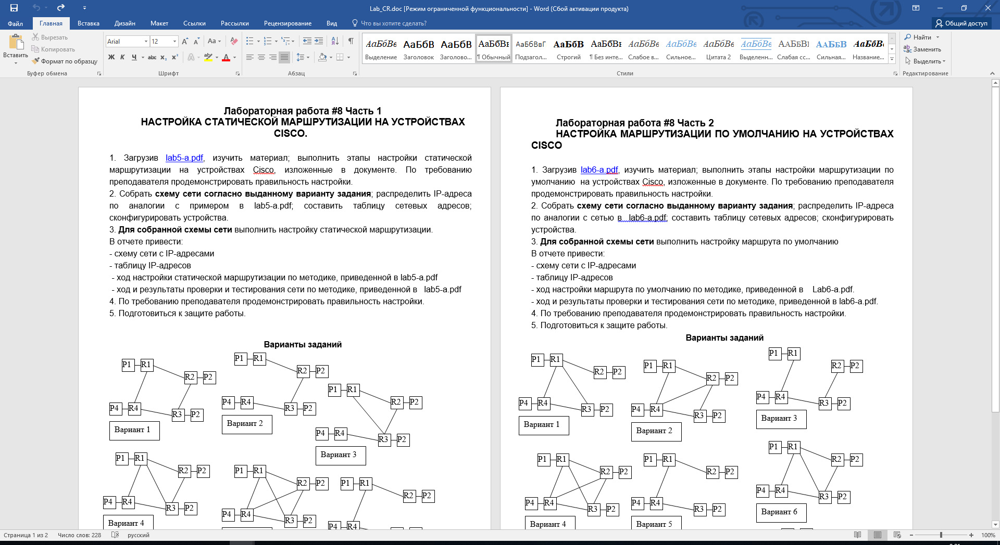 Lab_CR.doc [Режим ограниченной функциональности] - Word (Сбой активации продукта)
Файл Главная Вставка Дизайн Макет Ссылки Рассылки Рецензирование Вид Что вы хотите сделать? Общий доступ
Вставить
Вырезать
Копировать
Формат по образцу
Буфер обмена
Arial 12
Шрифт
Абзац
АаБбВв АаБбВ АаБбВ АаБбВв АаБбВвГ АаБбВ АаБбВв АаБбВв АаБбВв АаБбВв АаБбВв ААББВ ААББВ АаБбВв
Выделение Заголовок Заголово... ¶ Обычный Подзагол... Строгий ¶ Без инте... Слабое в... Сильное... Цитата 2 Выделенн... Слабая сс... Сильная... Название...
Стили
Найти
Заменить
Выделить
Редактирование
Лабораторная работа #8 Часть 1
НАСТРОЙКА СТАТИЧЕСКОЙ МАРШРУТИЗАЦИИ НА УСТРОЙСТВАХ
CISCO.
1. Загрузив lab5-a.pdf, изучить материал; выполнить этапы настройки статической
маршрутизации на устройствах Cisco, изложенные в документе. По требованию
преподавателя продемонстрировать правильность настройки.
2. Собрать схему сети согласно выданному варианту задания; распределить IP-адреса
по аналогии с примером в lab5-a.pdf; составить таблицу сетевых адресов;
сконфигурировать устройства.
3. Для собранной схемы сети выполнить настройку статической маршрутизации.
В отчете привести:
- схему сети с IP-адресами
- таблицу IP-адресов
- ход настройки статической маршрутизации по методике, приведенной в lab5-a.pdf
- ход и результаты проверки и тестирования сети по методике, приведенной в lab5-a.pdf
4. По требованию преподавателя продемонстрировать правильность настройки.
5. Подготовиться к защите работы.
Варианты заданий
P1 R1 R2 P2
P4 R4 R3 P2
Вариант 1
P1 R1 R2 P2
P4 R4 R3 P2
Вариант 2
P1 R1 R2 P2
P4 R4 R3 P2
Вариант 3
P1 R1 R2 P2
P4 R4 R3 P2
Вариант 4
P1 R1 R2 P2
P4 R4 R3 P2
P1 R1 R2 P2
P4 R4
Лабораторная работа #8 Часть 2
НАСТРОЙКА МАРШРУТИЗАЦИИ ПО УМОЛЧАНИЮ НА УСТРОЙСТВАХ
CISCO
1. Загрузив lab6-a.pdf, изучить материал; выполнить этапы настройки маршрутизации по
умолчанию на устройствах Cisco, изложенные в документе. По требованию преподавателя
продемонстрировать правильность настройки.
2. Собрать схему сети согласно выданному варианту задания; распределить IP-адреса
по аналогии с сетью в lab6-a.pdf; составить таблицу сетевых адресов; сконфигурировать
устройства.
3. Для собранной схемы сети выполнить настройку маршрута по умолчанию
В отчете привести:
- схему сети с IP-адресами
- таблицу IP-адресов
- ход настройки маршрута по умолчанию по методике, приведенной в Lab6-a.pdf.
- ход и результаты проверки и тестирования сети по методике, приведенной в lab6-a.pdf.
4. По требованию преподавателя продемонстрировать правильность настройки.
5. Подготовиться к защите работы.
Варианты заданий
P1 R1 R2 P2
P4 R4 R3 P2
Вариант 1
P1 R1 R2 P2
P4 R4 R3 P2
Вариант 2
P1 R1 R2 P2
P4 R4 R3 P2
Вариант 3
P1 R1 R2 P2
P4 R4 R3 P2
Вариант 4
P1 R1 R2 P2
P4 R4 R3 P2
Вариант 5
P1 R1 R2 P2
P4 R4 R3 P2
Вариант 6
Страница 1 из 2 Число слов: 228 русский 100%